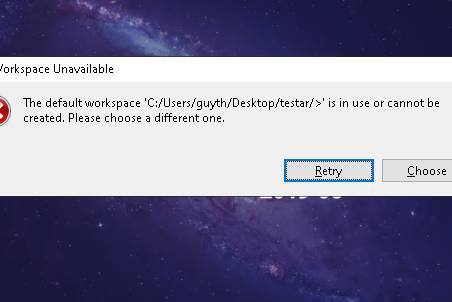 Workspace Unavailable
The default workspace 'C:/Users/guyth/Desktop/testar/>' is in use or cannot be
created. Please choose a different one.
Retry
Choose